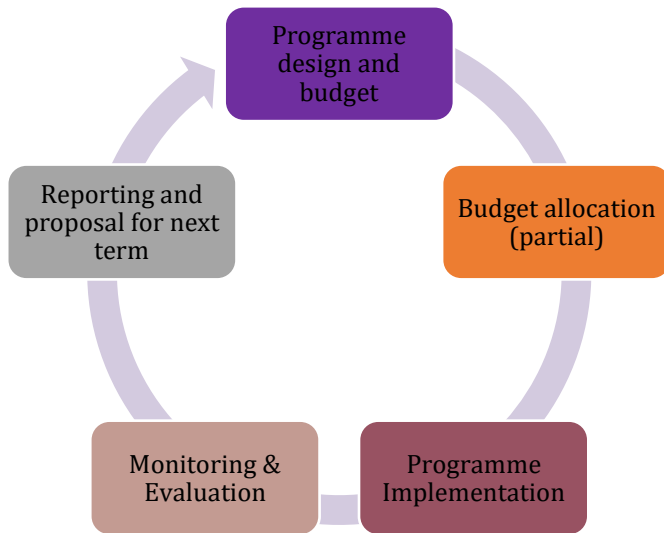 Programme
design and
budget
Budget allocation
(partial)
Programme
Implementation
Monitoring &
Evaluation
Reporting and
proposal for next
term